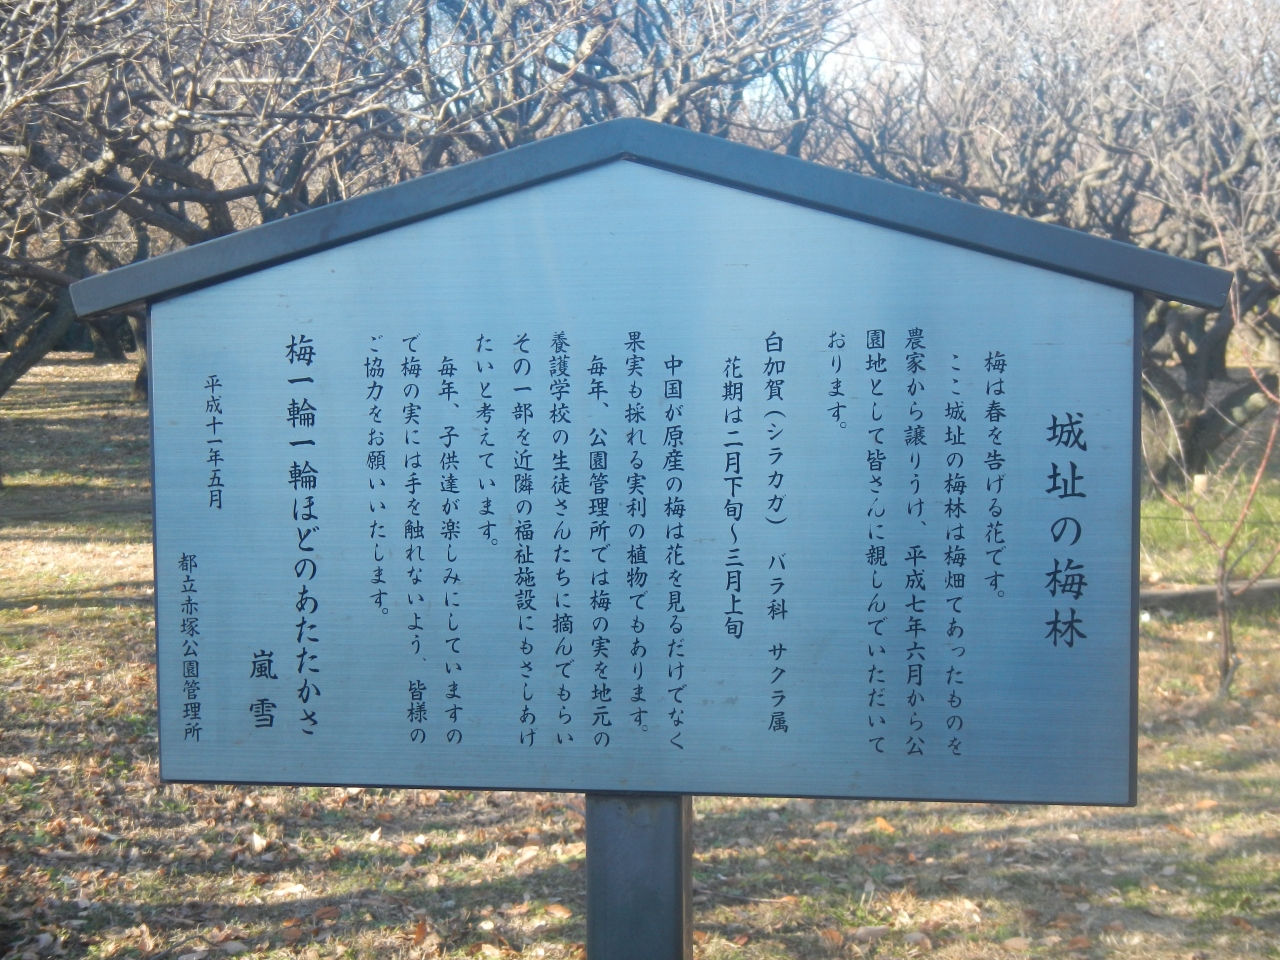 城址の梅林
梅は春を告げる花です。
ここ城址の梅林は梅畑であったものを
農家から譲りうけ、平成七年六月から公
園地として皆さんに親しんでいただいて
おります。
白加賀(シラカガ) バラ科 サクラ属
花期は二月下旬〜三月上旬
中国が原産の梅は花を見るだけでなく
果実も採れる実利の植物でもあります。
毎年、公園管理所では梅の実を地元の
養護学校の生徒さんたちに摘んでもらい
その一部を近隣の福祉施設にもさしあげ
たいと考えています。
毎年、子供達が楽しみにしていますの
で梅の実には手を触れないよう、皆様の
ご協力をお願いいたします。
梅一輪一輪ほどのあたたかさ
嵐雪
平成十一年五月
都立赤塚公園管理所